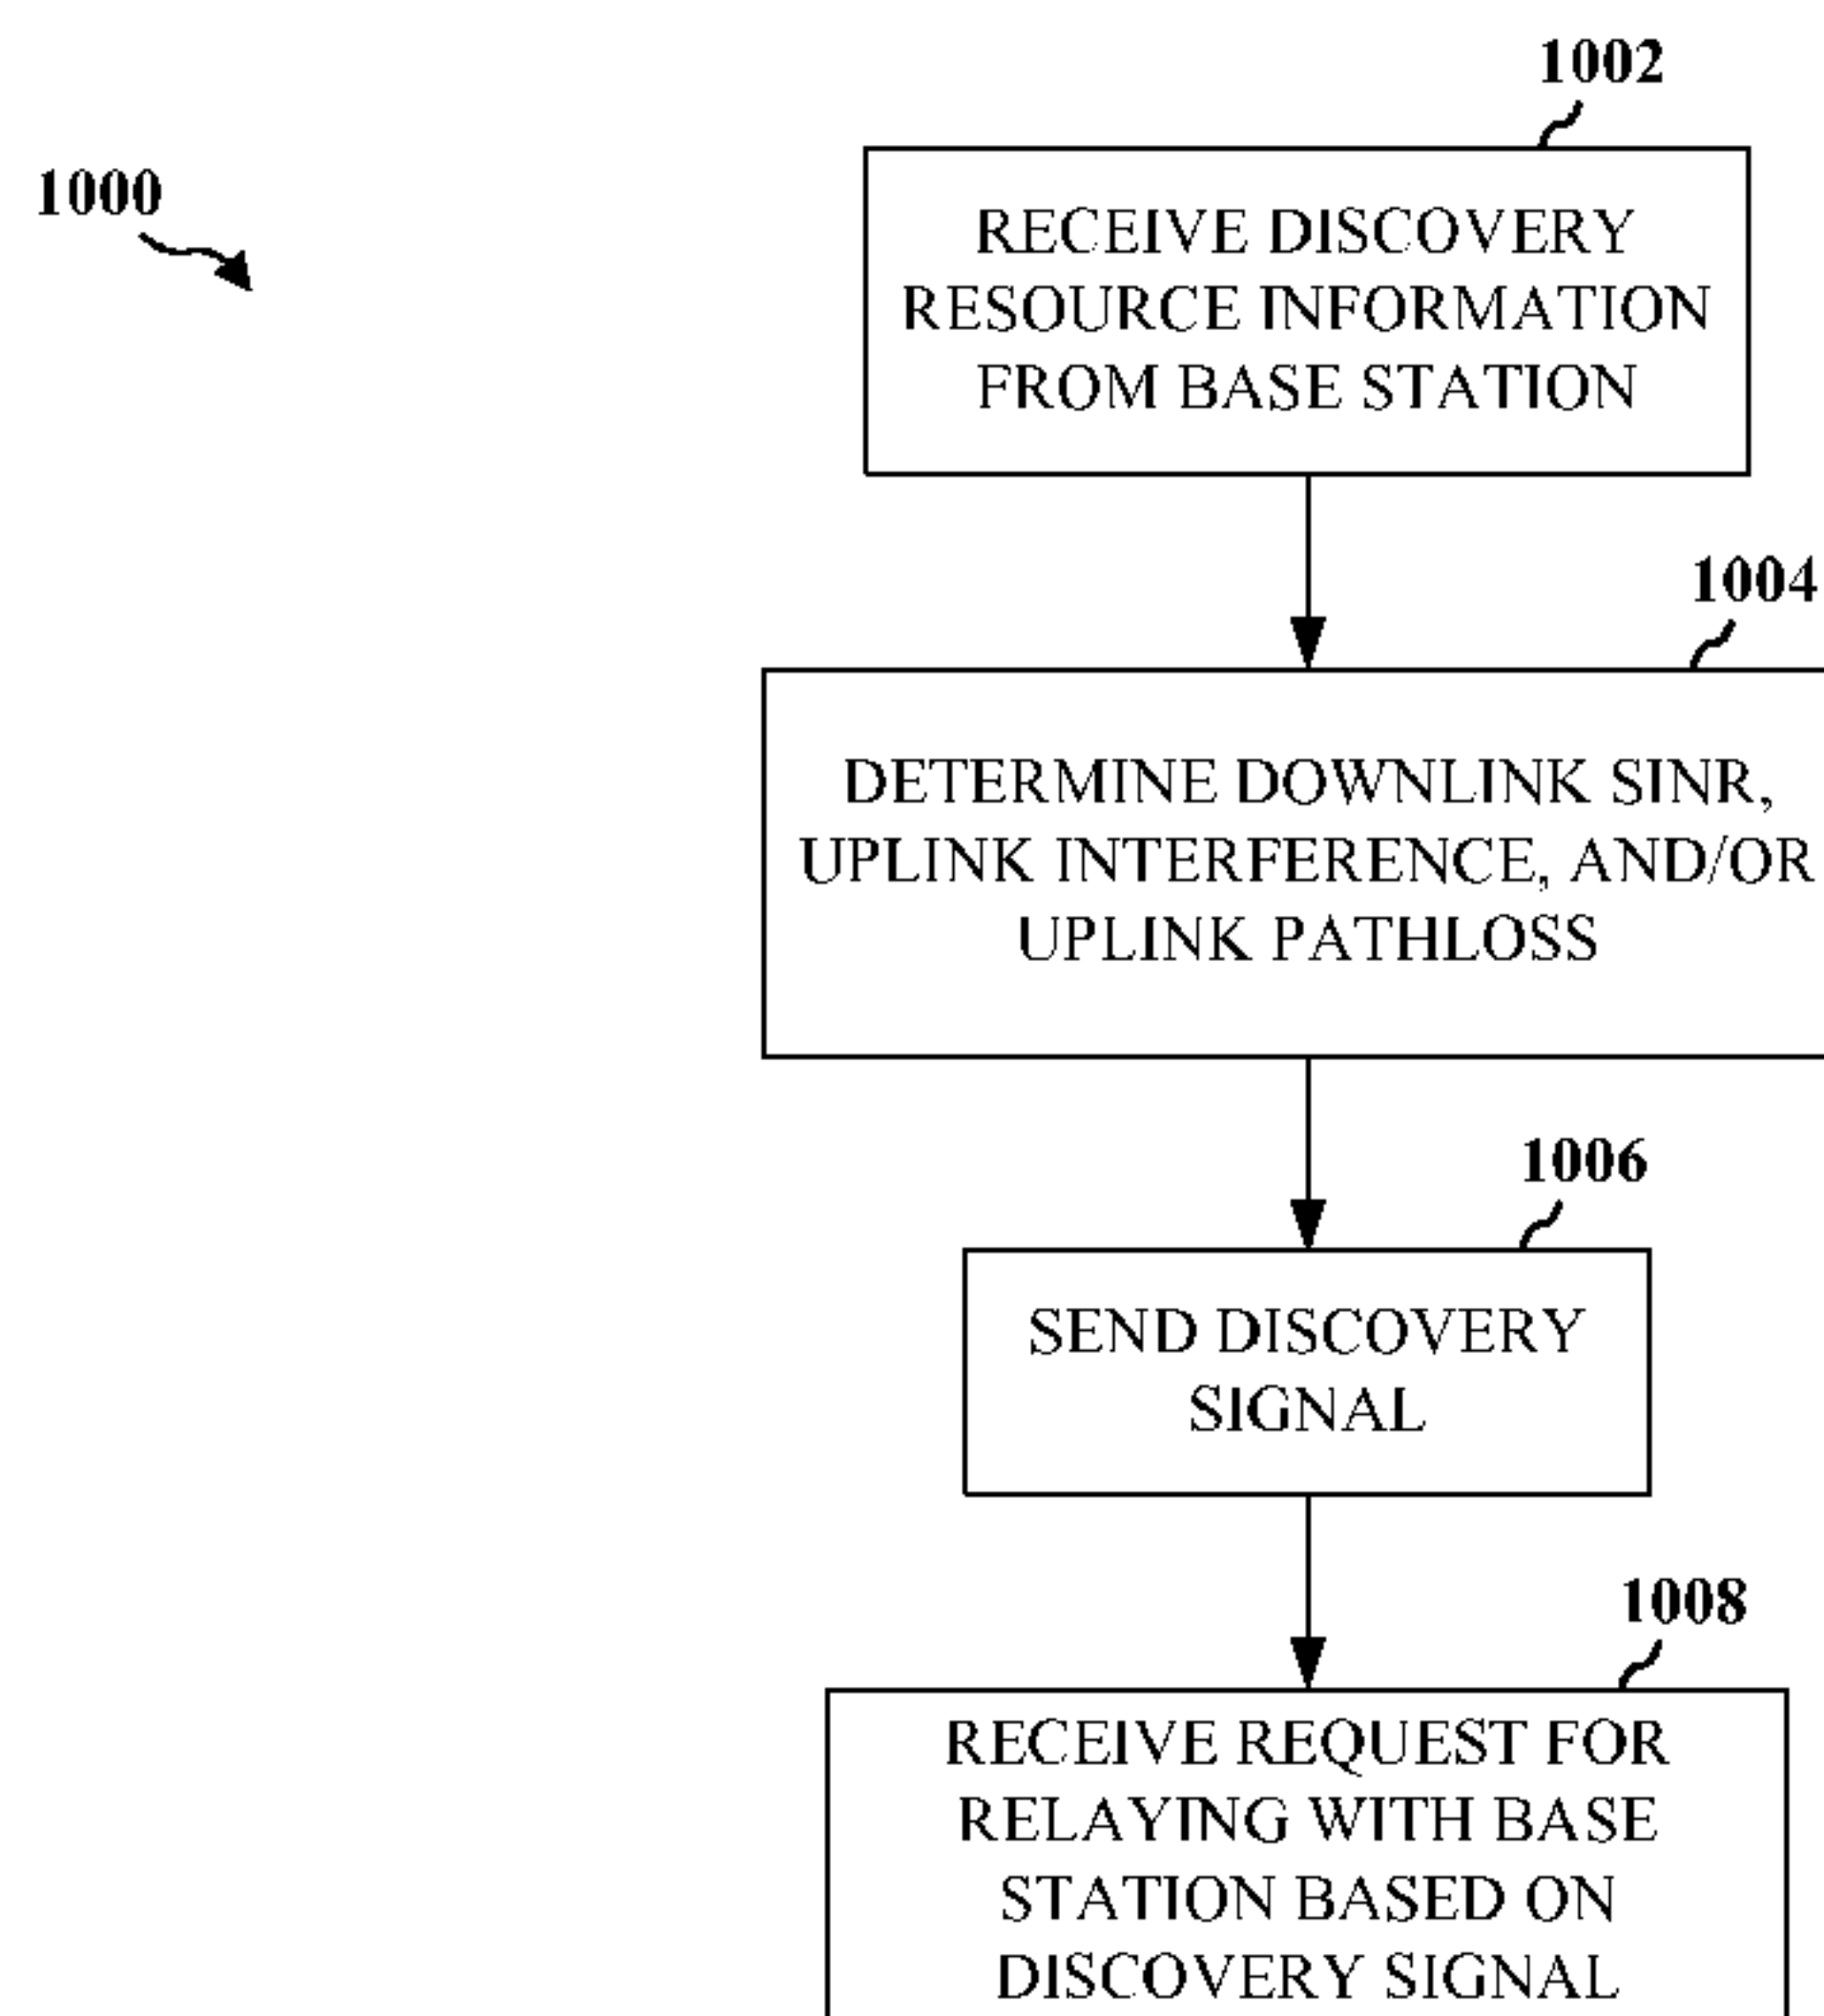 1002
1000
RECEIVE DISCOVERY
RESOURCE INFORMATION
FROM BASE STATION
1004
DETERMINE DOWNLINK SINR,
UPLINK INTERFERENCE, AND/OR
UPLINK PATHLOSS
1006
SEND DISCOVERY
SIGNAL
1008
RECEIVE REQUEST FOR
RELAYING WITH BASE
STATION BASED ON
DISCOVERY SIGNAL